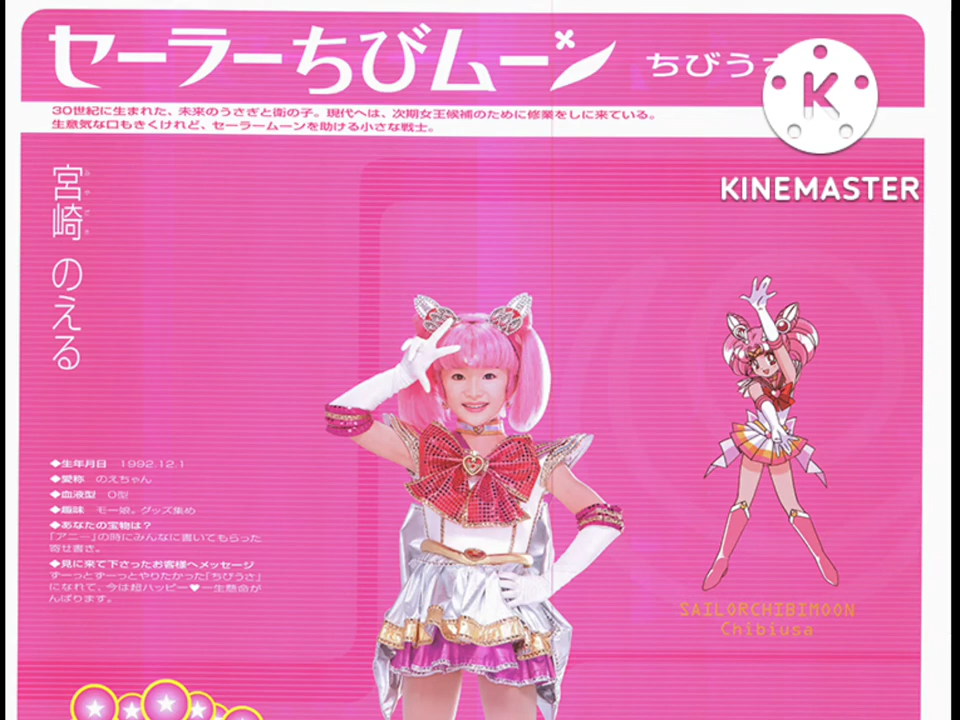 セーラーちびムーン
ちびう
K
KINEMASTER
30世紀に生まれた、未来のうさぎと衛の子。現代へは、次期女王候補のために修業をしに来ている。
生意気な口もきくけれど、セーラームーンを助ける小さな戦士。
宮崎 のえる
みやざき
◆生年月日 1992.12.1
◆愛称 のえちゃん
◆血液型 O型
◆趣味 モー娘。グッズ集め
◆あなたの宝物は?
「アニー」の時にみんなに書いてもらった
寄せ書き。
◆見に来て下さったお客様へメッセージ
ずーっとずーっとやりたかった「ちびうさ」
になれて、今は超ハッピー♥一生懸命が
んばります。
SAILORCHIBIMOON
Chibiusa